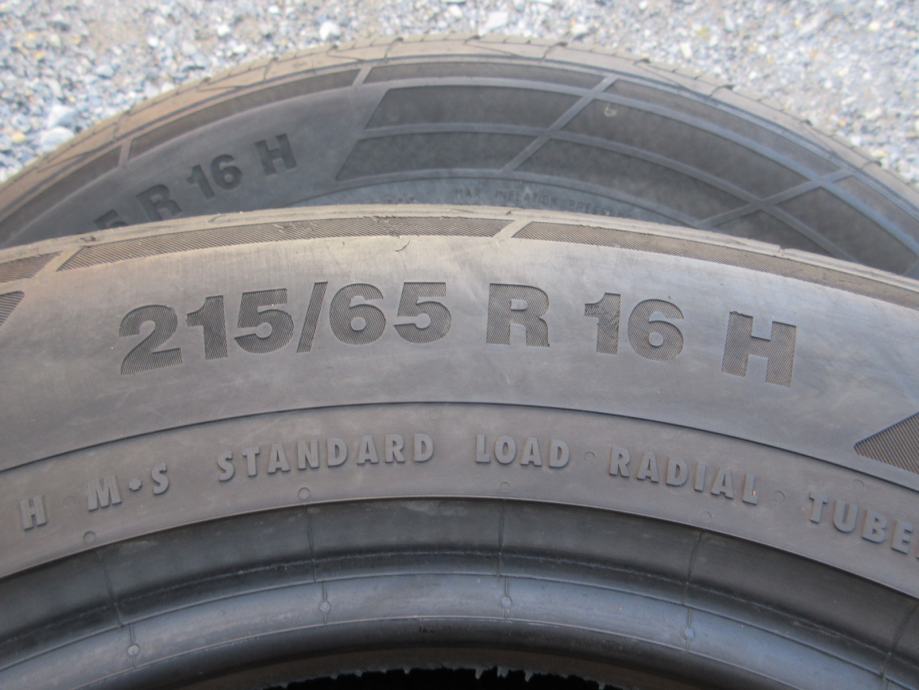 R 16 H
215/65 R 16 H
H M•S STANDARD LOAD RADIAL TUBE